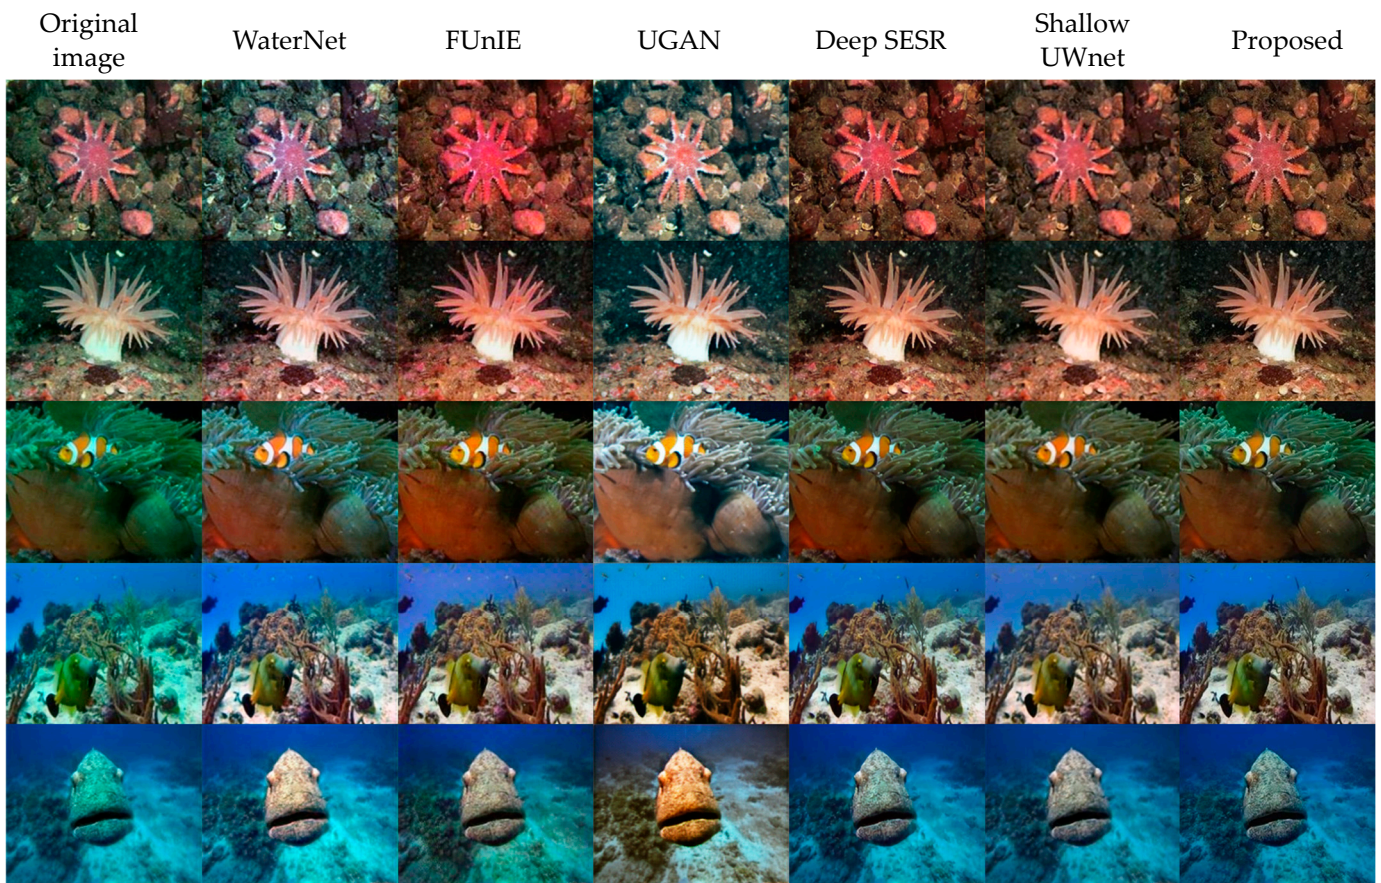 Original
image
WaterNet
FUnIE
UGAN
Deep SESR
Shallow
UWnet
Proposed